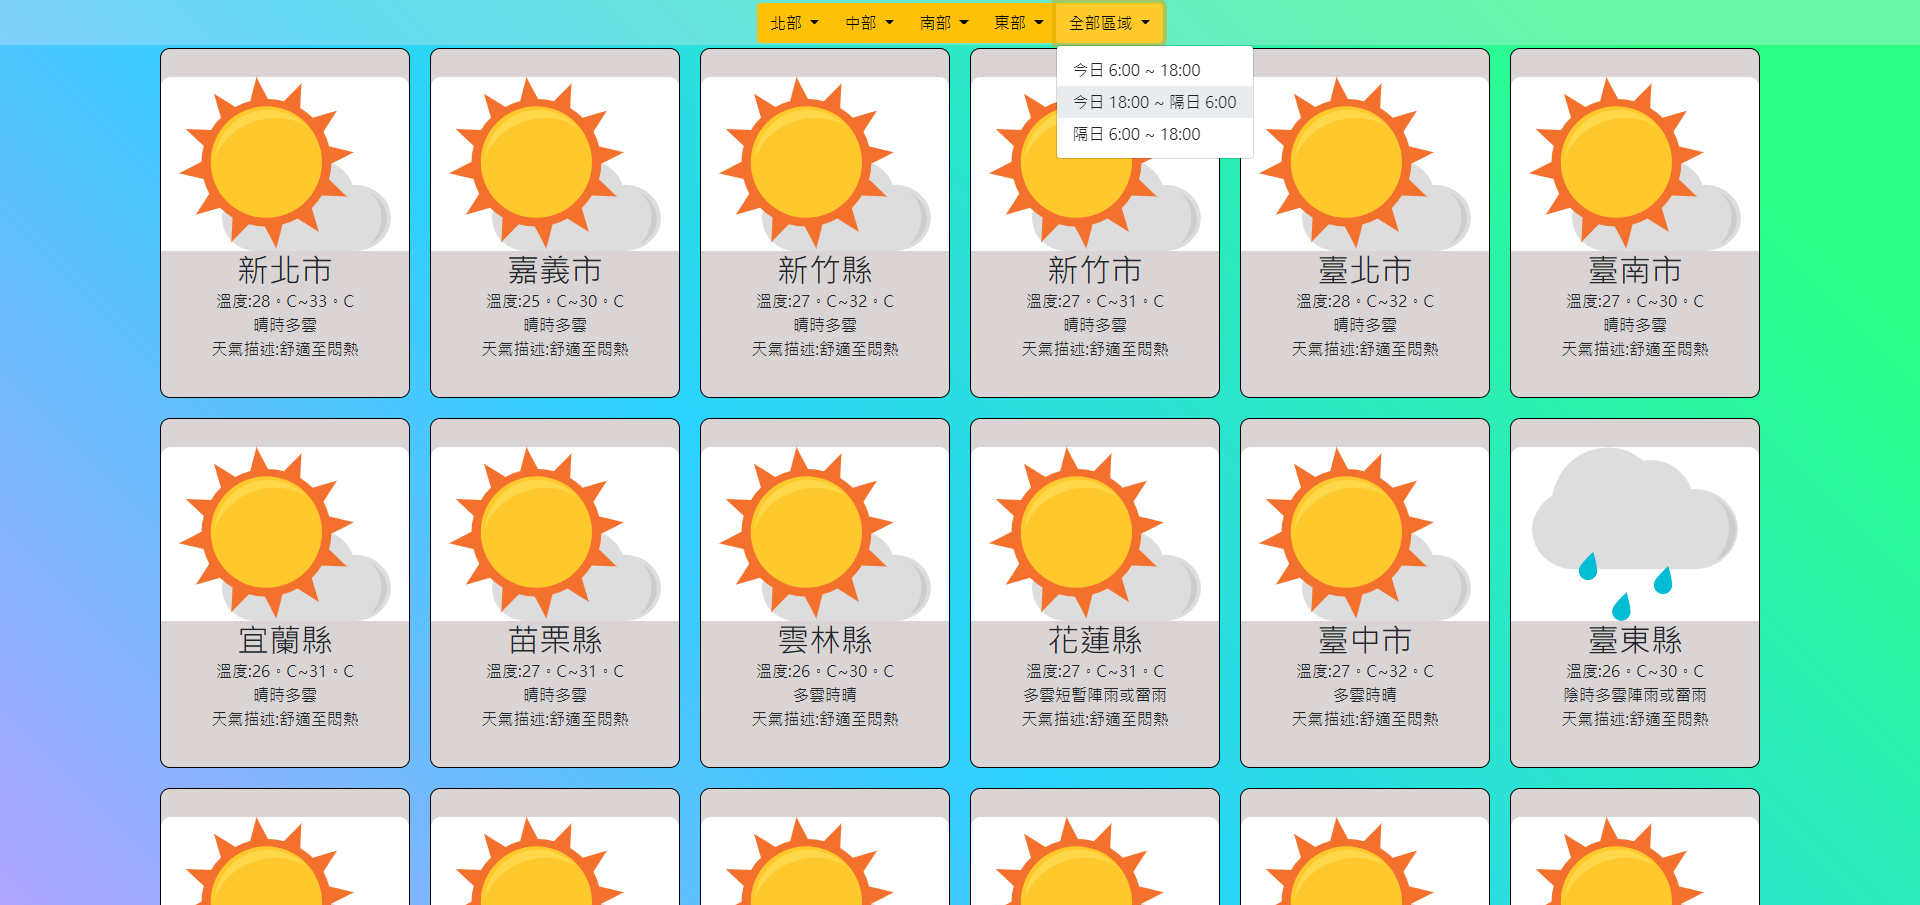 北部 中部 南部 東部 全部區域
今日 6:00 ~ 18:00
今日 18:00 ~ 隔日 6:00
隔日 6:00 ~ 18:00
新北市
溫度:28。C~33。C
晴時多雲
天氣描述:舒適至悶熱
嘉義市
溫度:25。C~30。C
晴時多雲
天氣描述:舒適至悶熱
新竹縣
溫度:27。C~32。C
晴時多雲
天氣描述:舒適至悶熱
新竹市
溫度:27。C~31。C
晴時多雲
天氣描述:舒適至悶熱
臺北市
溫度:28。C~32。C
晴時多雲
天氣描述:舒適至悶熱
臺南市
溫度:27。C~30。C
晴時多雲
天氣描述:舒適至悶熱
宜蘭縣
溫度:26。C~31。C
晴時多雲
天氣描述:舒適至悶熱
苗栗縣
溫度:27。C~31。C
晴時多雲
天氣描述:舒適至悶熱
雲林縣
溫度:26。C~30。C
多雲時晴
天氣描述:舒適至悶熱
花蓮縣
溫度:27。C~31。C
多雲短暫陣雨或雷雨
天氣描述:舒適至悶熱
臺中市
溫度:27。C~32。C
多雲時晴
天氣描述:舒適至悶熱
臺東縣
溫度:26。C~30。C
陰時多雲陣雨或雷雨
天氣描述:舒適至悶熱